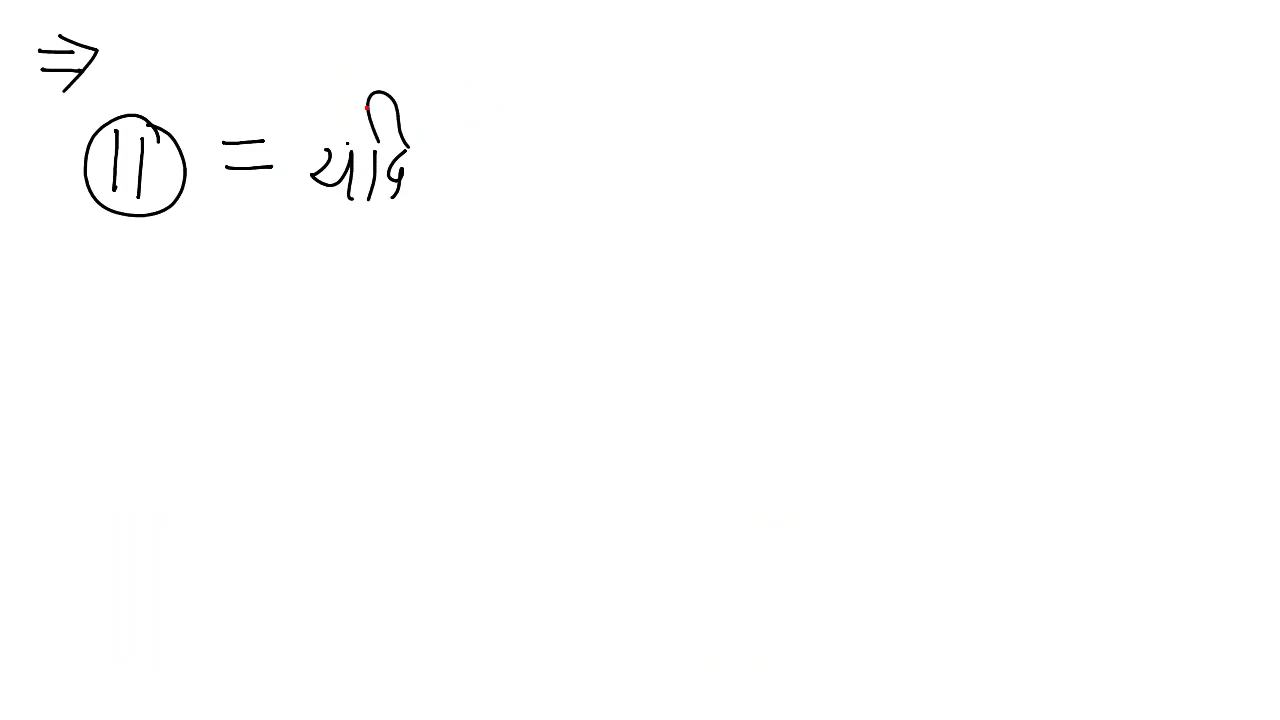 ⇒
11 = यदि